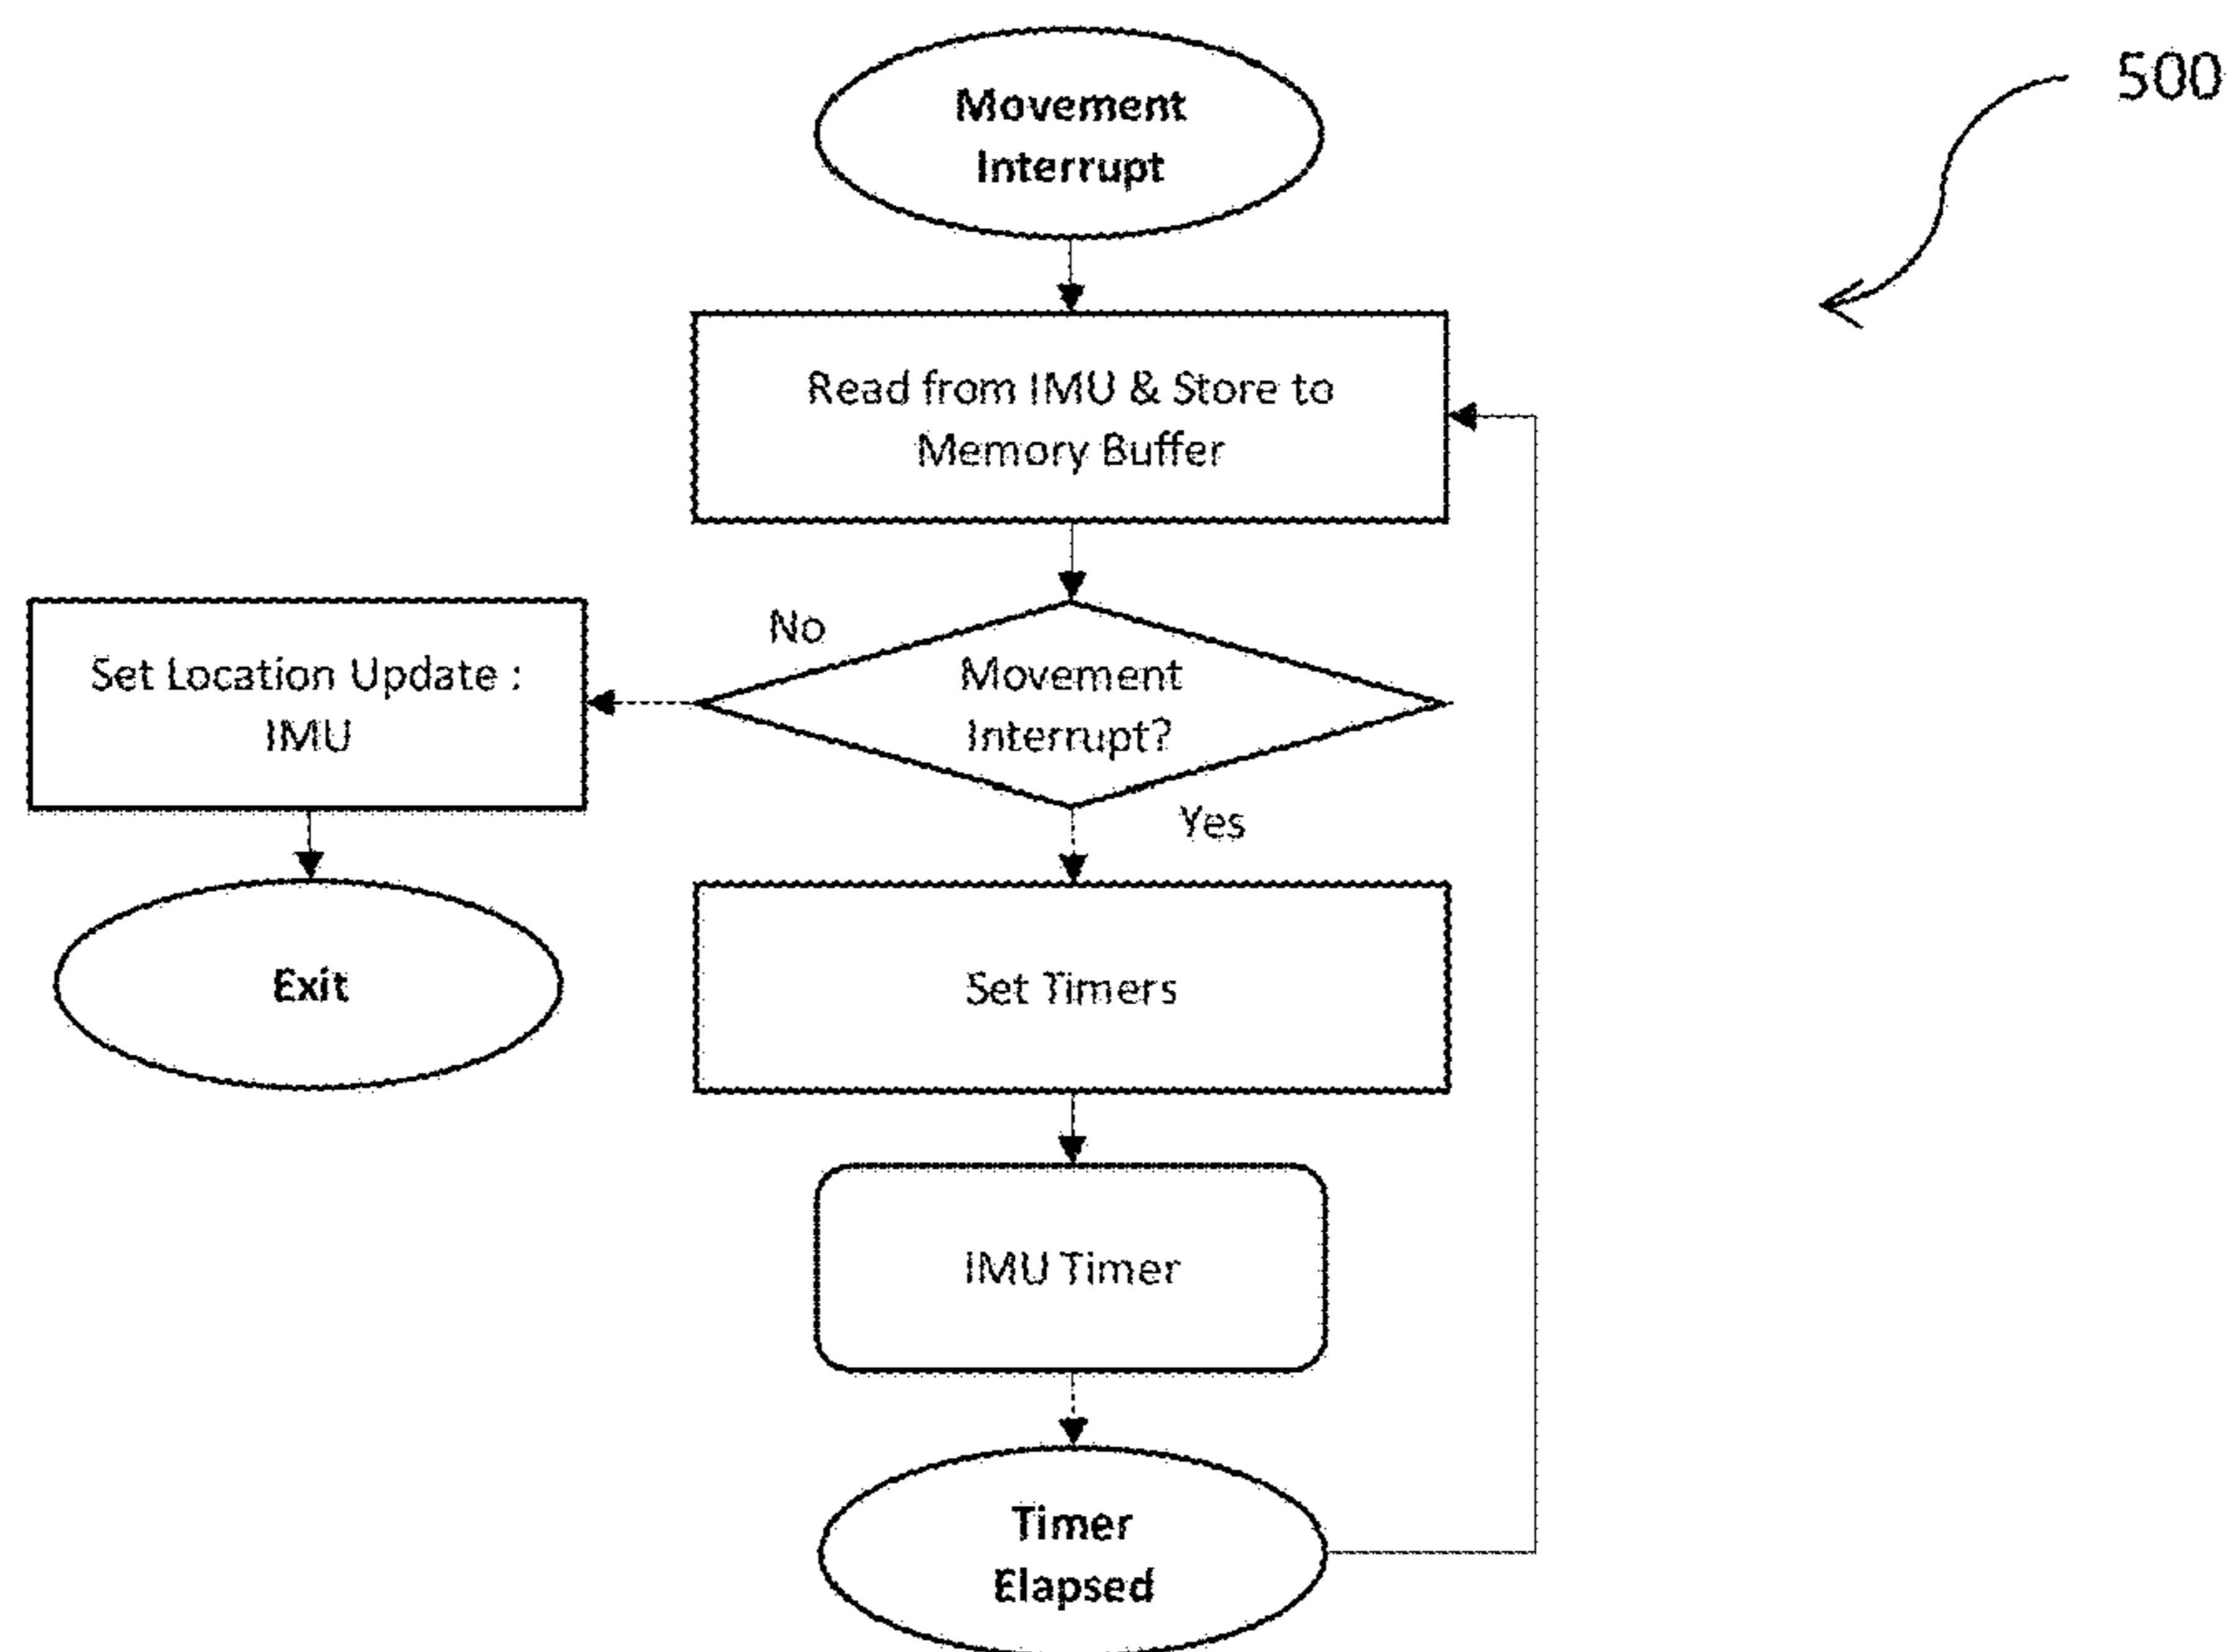 500
Movement
Interrupt
Read from IMU & Store to
Memory Buffer
No
Set Location Update :
IMU
Movement
Interrupt?
Yes
Exit
Set Timers
IMU Timer
Timer
Elapsed